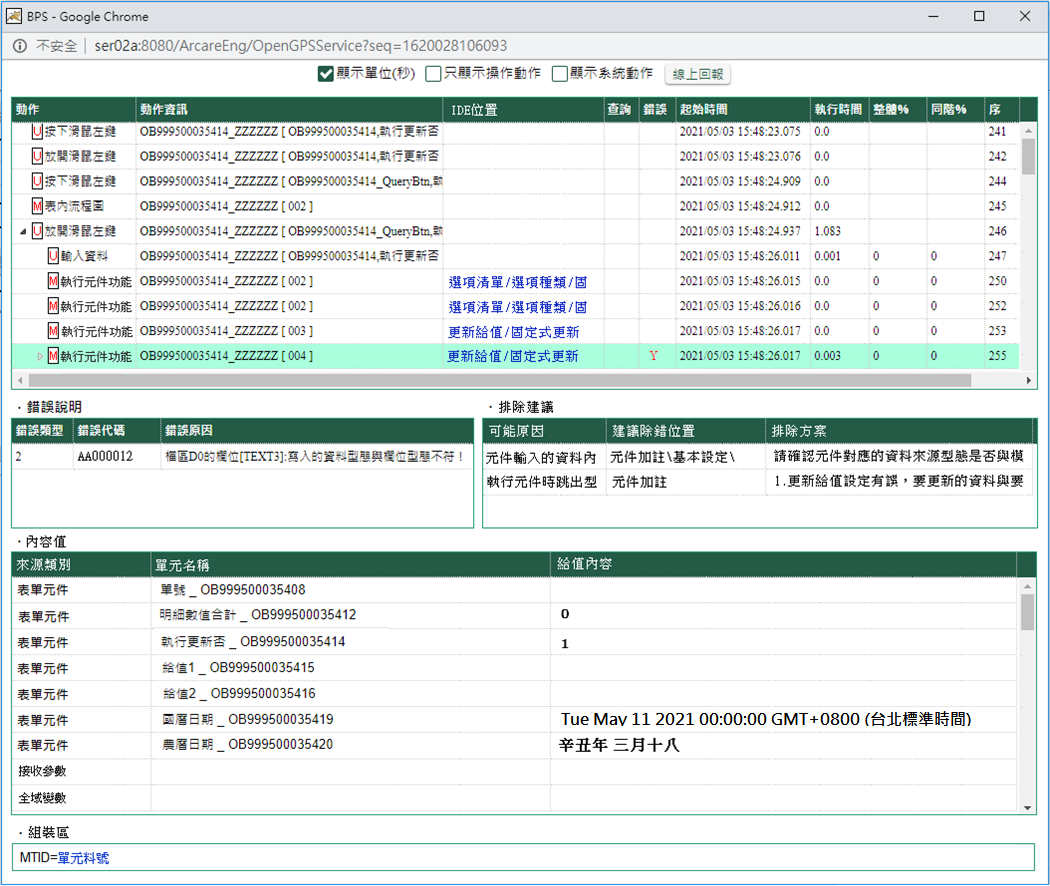 BPS - Google Chrome
不安全 | ser02a:8080/ArcareEng/OpenGPSService?seq=1620028106093
顯示單位(秒) 只顯示操作動作 顯示系統動作 線上回報
動作 動作資訊 IDE位置 查詢 錯誤 起始時間 執行時間 整體% 同階% 序
U 按下滑鼠左鍵 OB999500035414_ZZZZZZ [ OB999500035414,執行更新否 2021/05/03 15:48:23.075 0.0 241
U 放開滑鼠左鍵 OB999500035414_ZZZZZZ [ OB999500035414,執行更新否 2021/05/03 15:48:23.076 0.0 242
U 按下滑鼠左鍵 OB999500035414_ZZZZZZ [ OB999500035414_QueryBtn,執 2021/05/03 15:48:24.909 0.0 244
M 表內流程圖 OB999500035414_ZZZZZZ [ 002 ] 2021/05/03 15:48:24.912 0.0 245
U 放開滑鼠左鍵 OB999500035414_ZZZZZZ [ OB999500035414_QueryBtn,執 2021/05/03 15:48:24.937 1.083 246
U 輸入資料 OB999500035414_ZZZZZZ [ OB999500035414,執行更新否 2021/05/03 15:48:26.011 0.001 0 0 247
M 執行元件功能 OB999500035414_ZZZZZZ [ 002 ] 選項清單/選項種類/固 2021/05/03 15:48:26.015 0.0 0 0 250
M 執行元件功能 OB999500035414_ZZZZZZ [ 002 ] 選項清單/選項種類/固 2021/05/03 15:48:26.016 0.0 0 0 252
M 執行元件功能 OB999500035414_ZZZZZZ [ 003 ] 更新給值/固定式更新 2021/05/03 15:48:26.017 0.0 0 0 253
M 執行元件功能 OB999500035414_ZZZZZZ [ 004 ] 更新給值/固定式更新 Y 2021/05/03 15:48:26.017 0.003 0 0 255
· 錯誤說明 · 排除建議
錯誤類型 錯誤代碼 錯誤原因 可能原因 建議除錯位置 排除方案
2 AA000012 檔區D0的欄位[TEXT3]:寫入的資料型態與欄位型態不符！ 元件輸入的資料內 元件加註\基本設定\ 請確認元件對應的資料來源型態是否與模
執行元件時跳出型 元件加註 1.更新給值設定有誤，要更新的資料與要
· 內容值
來源類別 單元名稱 給值內容
表單元件 單號 _ OB999500035408
表單元件 明細數值合計 _ OB999500035412 0
表單元件 執行更新否 _ OB999500035414 1
表單元件 給值1 _ OB999500035415
表單元件 給值2 _ OB999500035416
表單元件 國曆日期 _ OB999500035419 Tue May 11 2021 00:00:00 GMT+0800 (台北標準時間)
表單元件 農曆日期 _ OB999500035420 辛丑年 三月十八
接收參數
全域變數
· 組裝區
MTID=單元料號